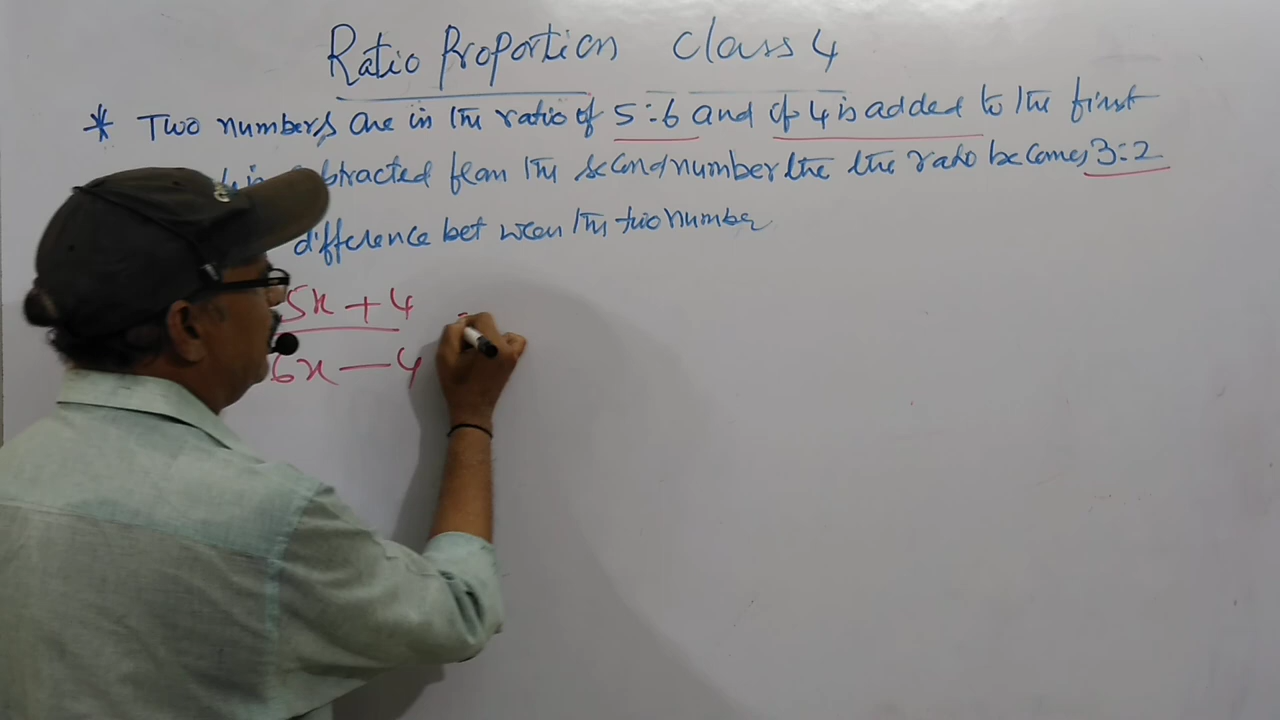 Ratio Proportion Class 4
* Two numbers are in the ratio of 5:6 and if 4 is added to the first
subtracted from the second number the the ratio becomes 3:2
difference bet ween the two number
5x + 4
6x - 4